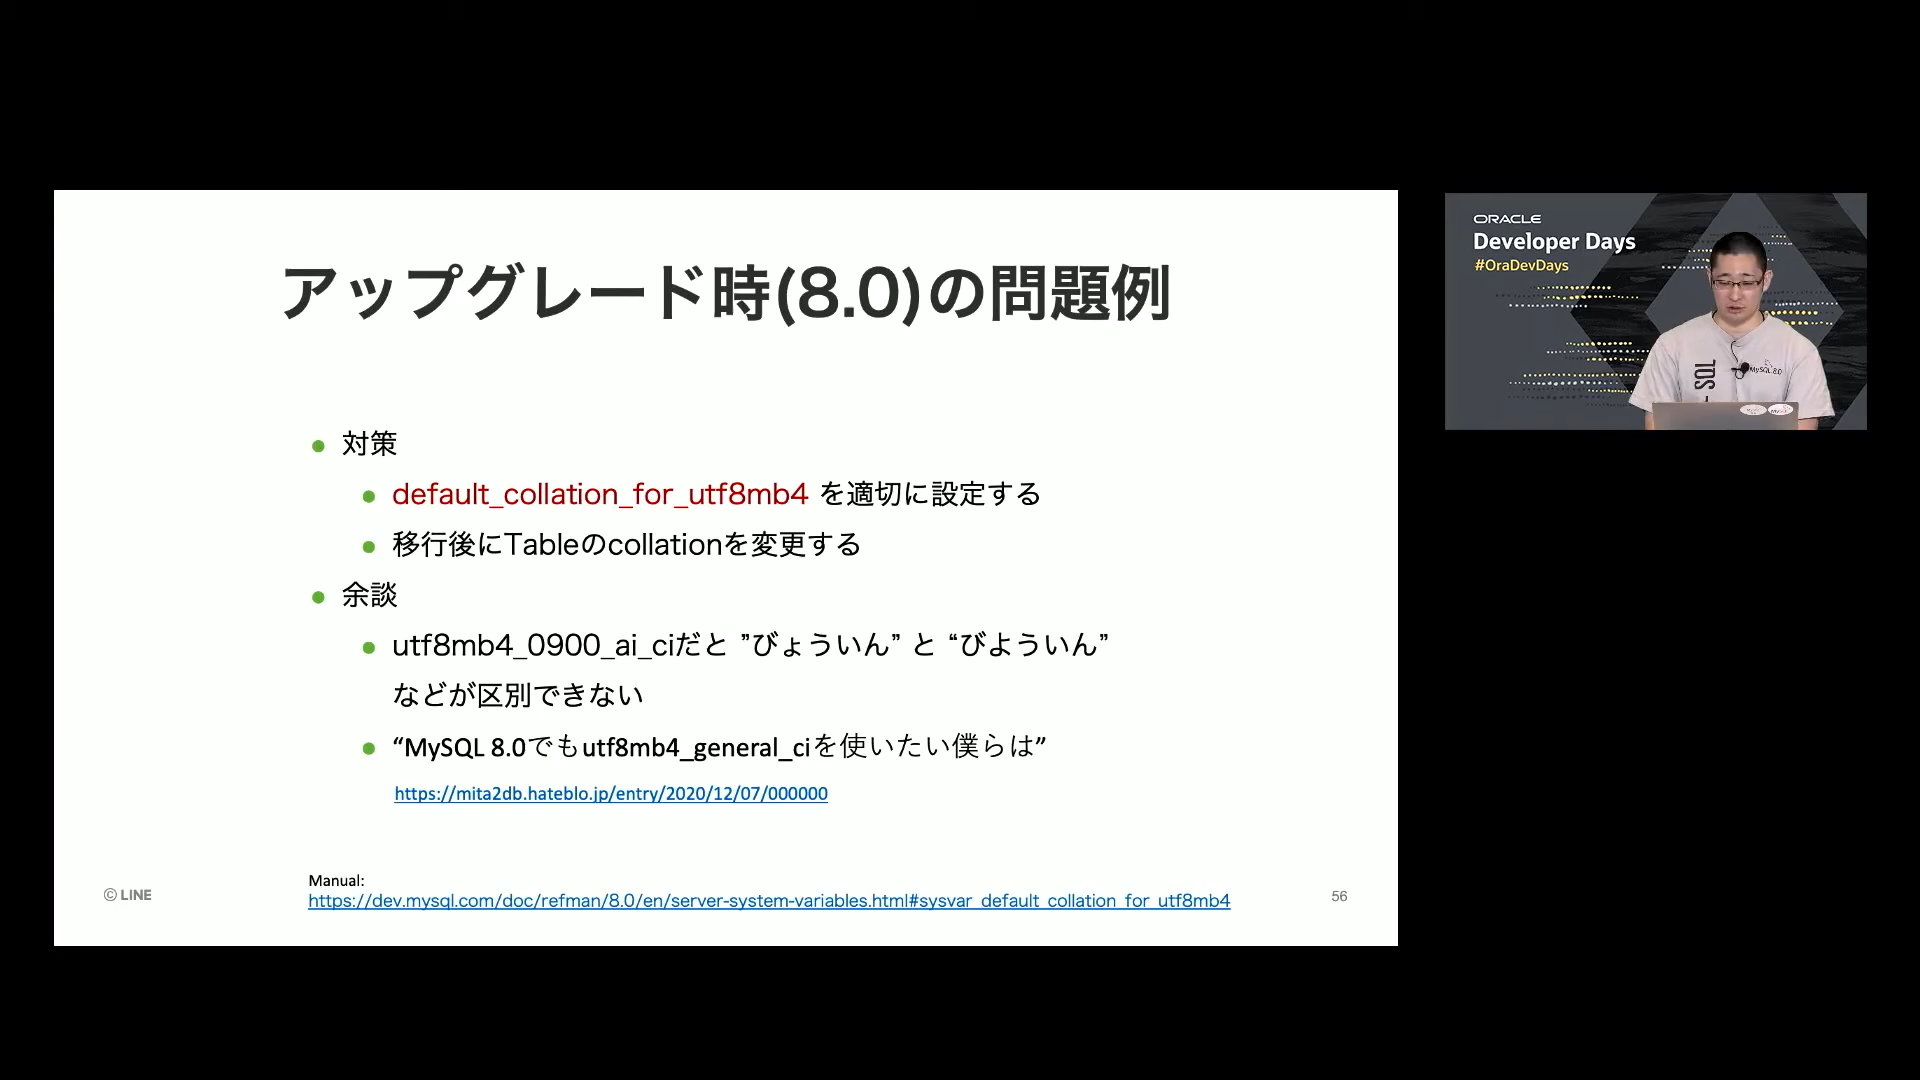 アップグレード時(8.0)の問題例
対策
default_collation_for_utf8mb4 を適切に設定する
移行後にTableのcollationを変更する
余談
utf8mb4_0900_ai_ciだと ”びょういん” と “びよういん”
などが区別できない
“MySQL 8.0でもutf8mb4_general_ciを使いたい僕らは”
https://mita2db.hateblo.jp/entry/2020/12/07/000000
Manual:
https://dev.mysql.com/doc/refman/8.0/en/server-system-variables.html#sysvar_default_collation_for_utf8mb4
© LINE
56
ORACLE
Developer Days
#OraDevDays
SQL
MySQL 8.0